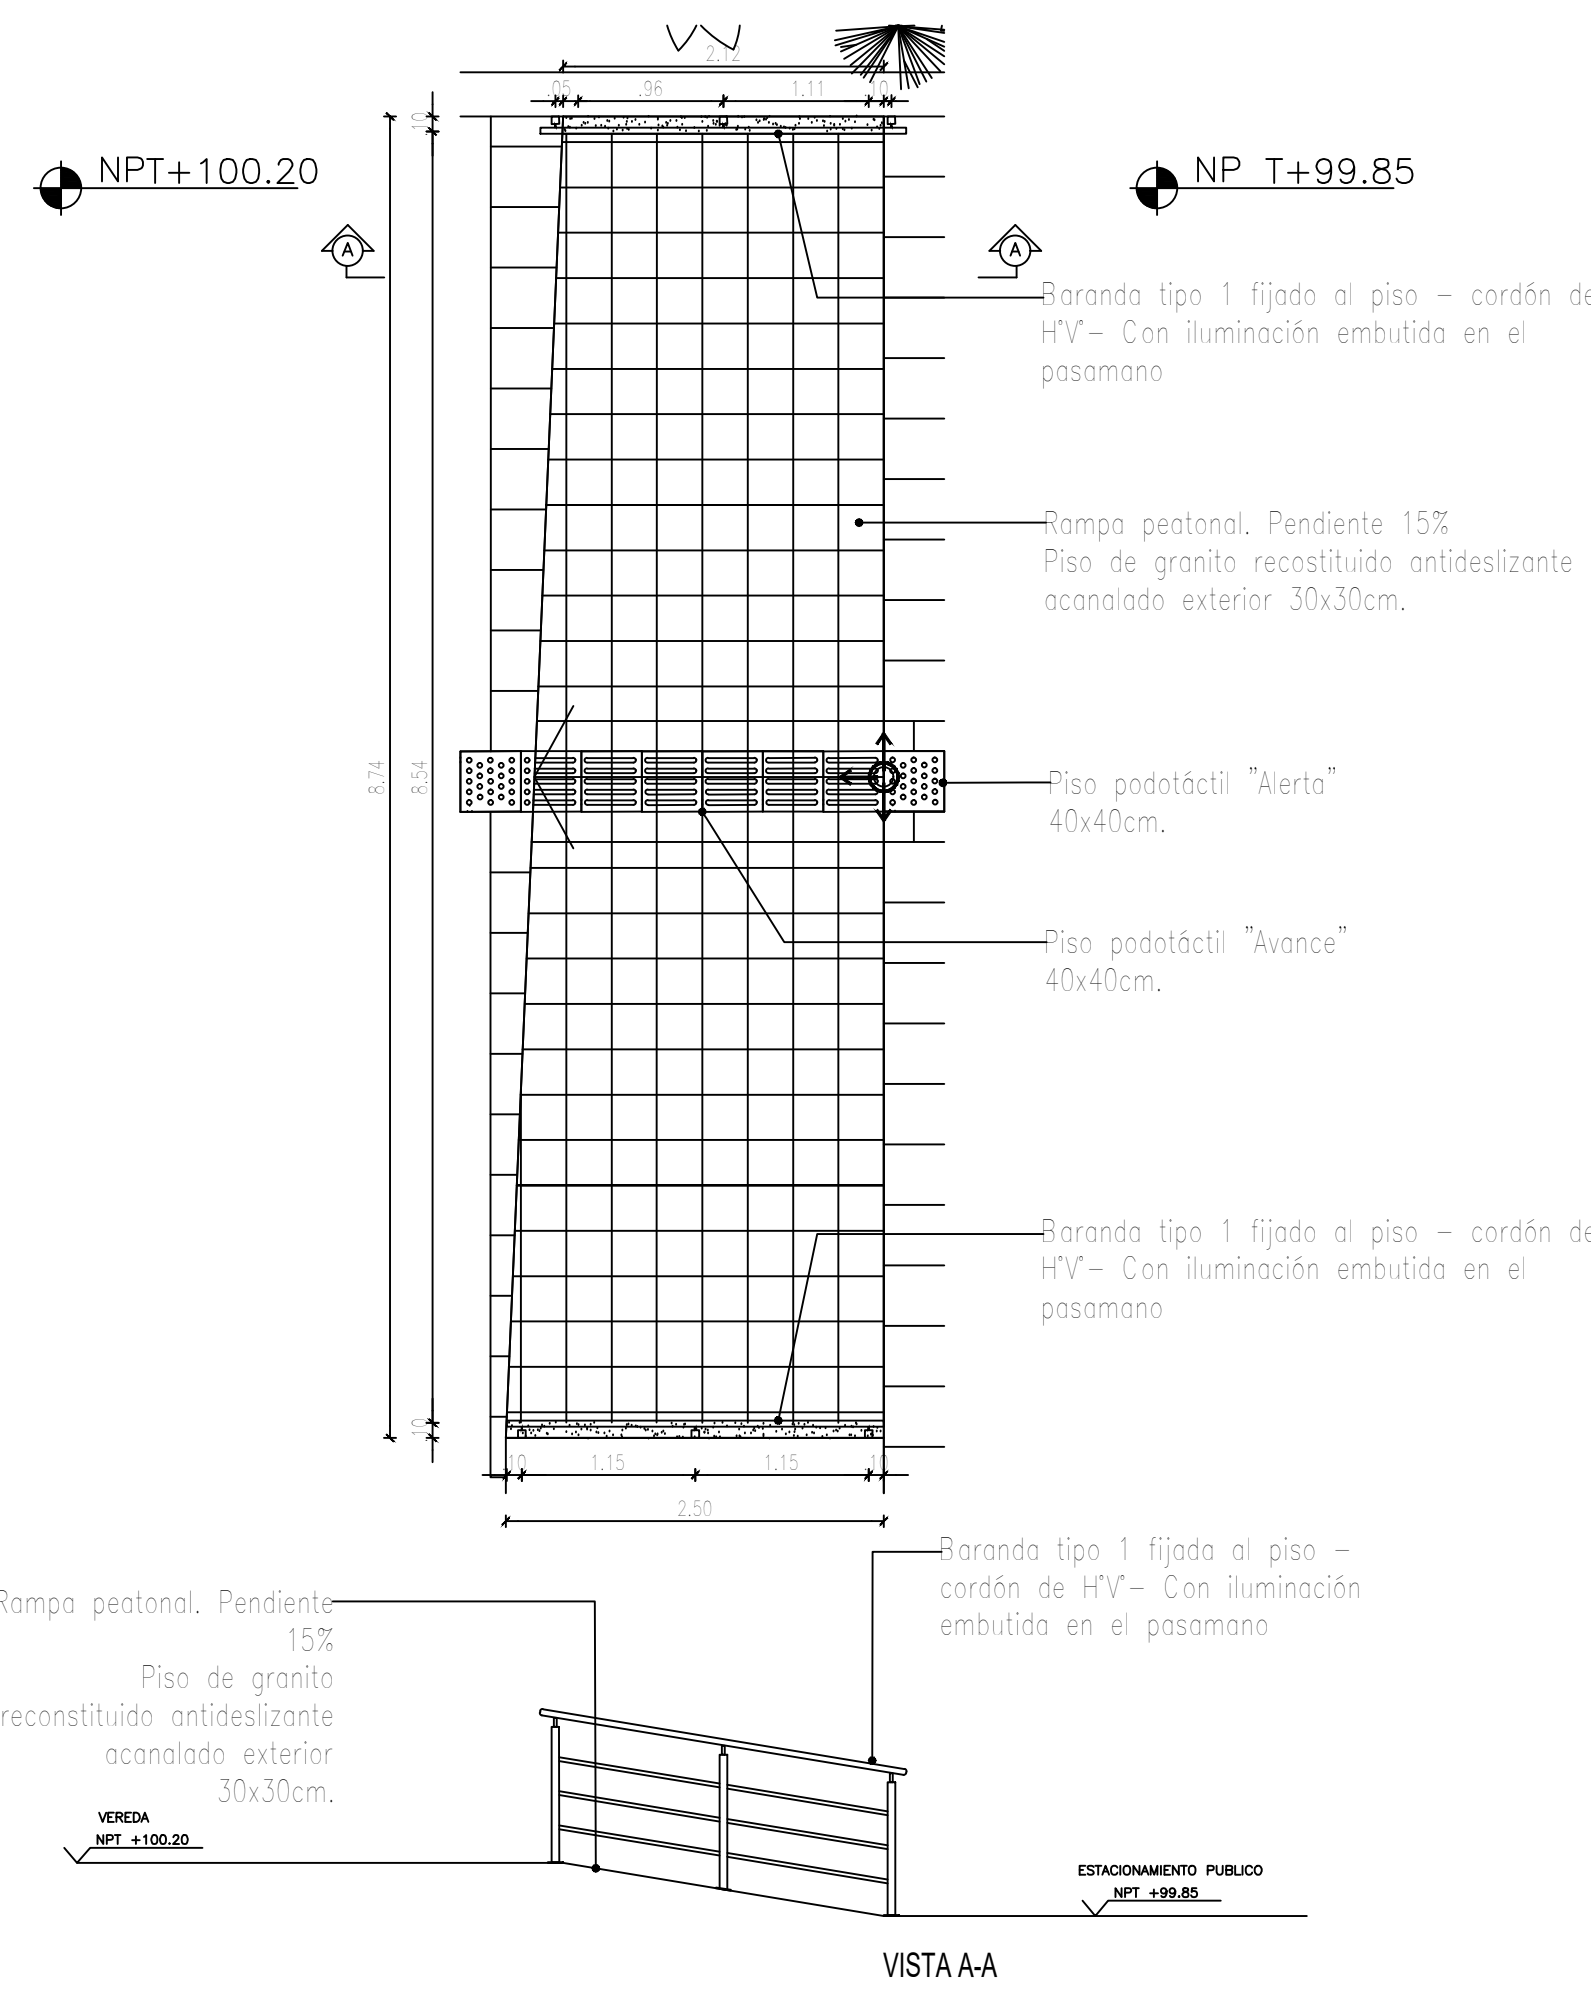 2.12
.05 .96 1.11 .10
.10
NPT+100.20
NP T+99.85
A
A
Baranda tipo 1 fijado al piso – cordón de
H°V°– Con iluminación embutida en el
pasamano
Rampa peatonal. Pendiente 15%
Piso de granito recostituido antideslizante
acanalado exterior 30x30cm.
8.74
8.54
Piso podotáctil "Alerta"
40x40cm.
Piso podotáctil "Avance"
40x40cm.
Baranda tipo 1 fijado al piso – cordón de
H°V°– Con iluminación embutida en el
pasamano
.10
.10 1.15 1.15 .10
2.50
Baranda tipo 1 fijada al piso –
cordón de H°V°– Con iluminación
embutida en el pasamano
Rampa peatonal. Pendiente
15%
Piso de granito
reconstituido antideslizante
acanalado exterior
30x30cm.
VEREDA
NPT +100.20
ESTACIONAMIENTO PUBLICO
NPT +99.85
VISTA A-A